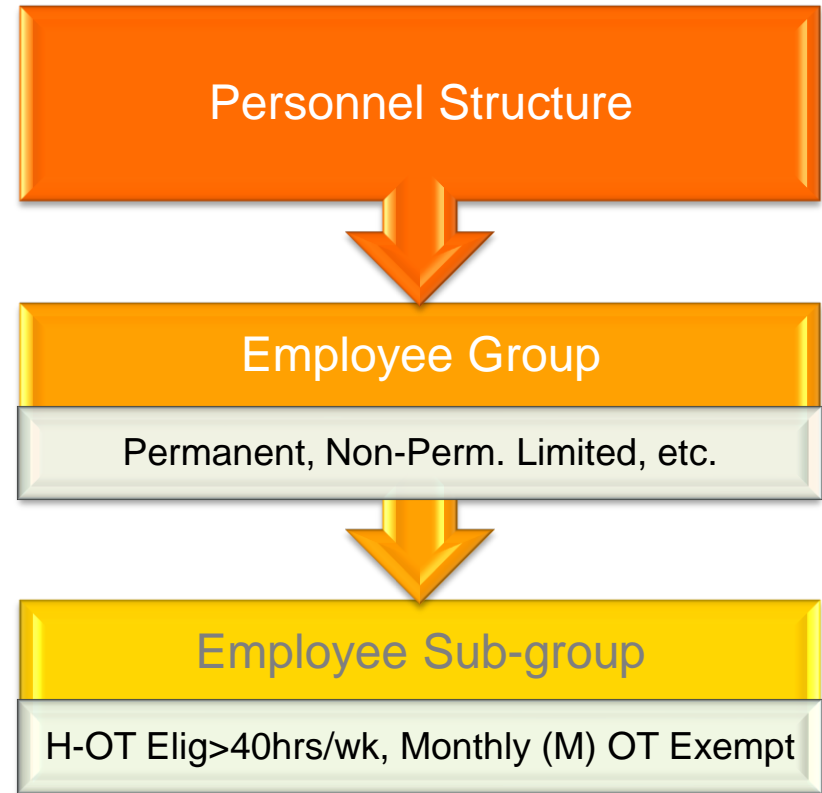 Personnel Structure
Employee Group
Permanent, Non-Perm. Limited, etc.
Employee Sub-group
H-OT Elig>40hrs/wk, Monthly (M) OT Exempt